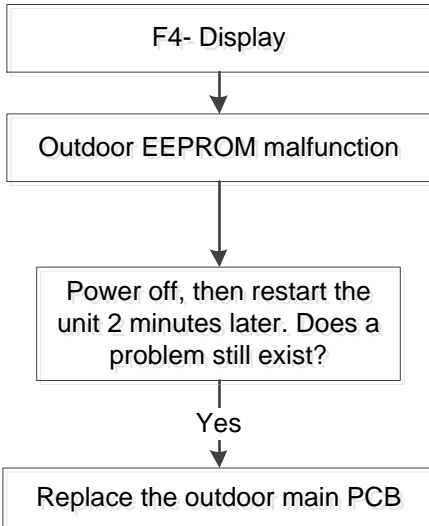 F4- Display
Outdoor EEPROM malfunction
Power off, then restart the
unit 2 minutes later. Does a
problem still exist?
Yes
Replace the outdoor main PCB